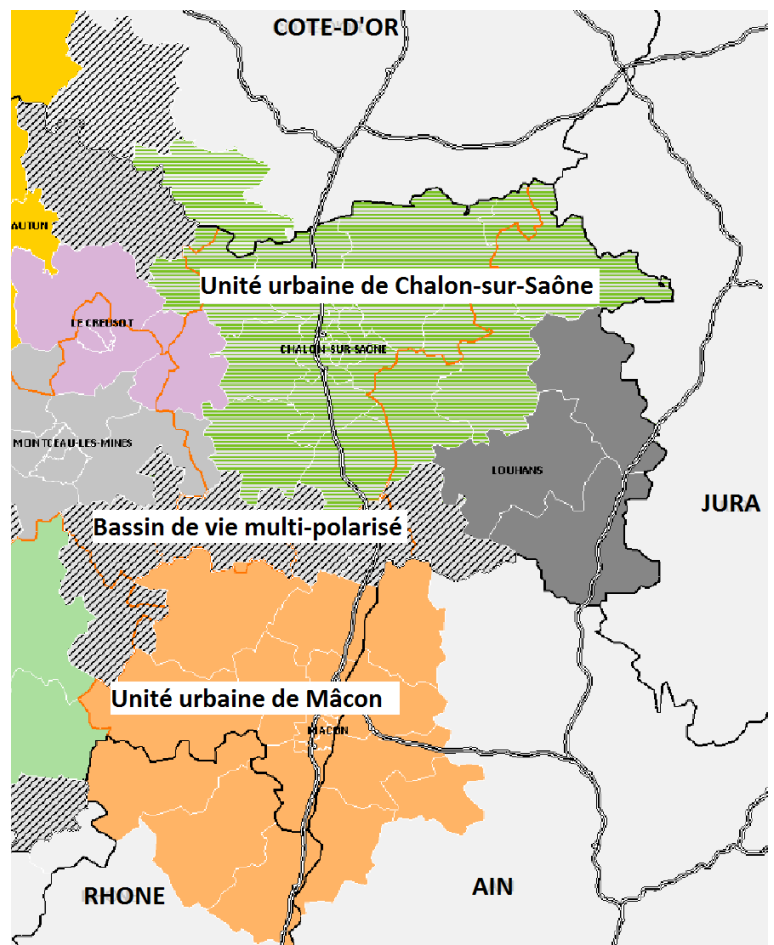 COTE-D'OR
AUTUN
Unité urbaine de Chalon-sur-Saône
LE CREUSOT
CHALON-SUR-SAONE
MONTCEAU-LES-MINES
LOUHANS
JURA
Bassin de vie multi-polarisé
Unité urbaine de Mâcon
MACON
RHONE
AIN